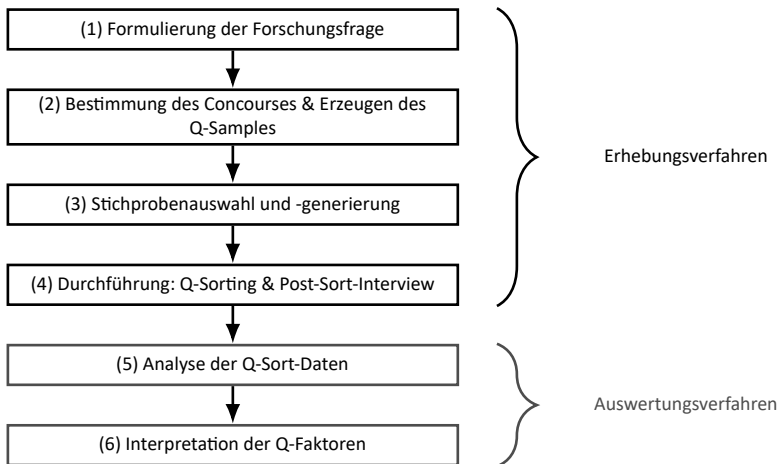 (1) Formulierung der Forschungsfrage
(2) Bestimmung des Concourses & Erzeugen des
Q-Samples
(3) Stichprobenauswahl und -generierung
(4) Durchführung: Q-Sorting & Post-Sort-Interview
Erhebungsverfahren
(5) Analyse der Q-Sort-Daten
(6) Interpretation der Q-Faktoren
Auswertungsverfahren